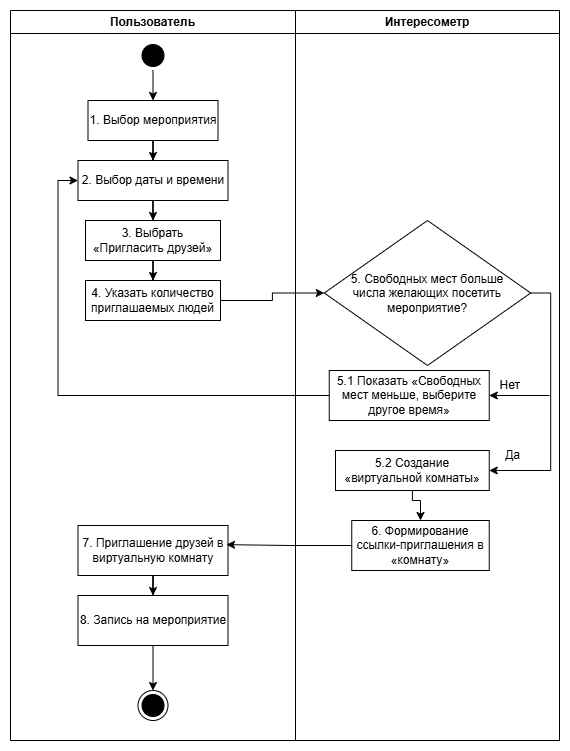 Пользователь
Интересометр
1. Выбор мероприятия
2. Выбор даты и времени
3. Выбрать
«Пригласить друзей»
4. Указать количество
приглашаемых людей
5. Свободных мест больше
числа желающих посетить
мероприятие?
5.1 Показать «Свободных
мест меньше, выберите
другое время»
Нет
Да
5.2 Создание
«виртуальной комнаты»
6. Формирование
ссылки-приглашения в
«комнату»
7. Приглашение друзей в
виртуальную комнату
8. Запись на мероприятие